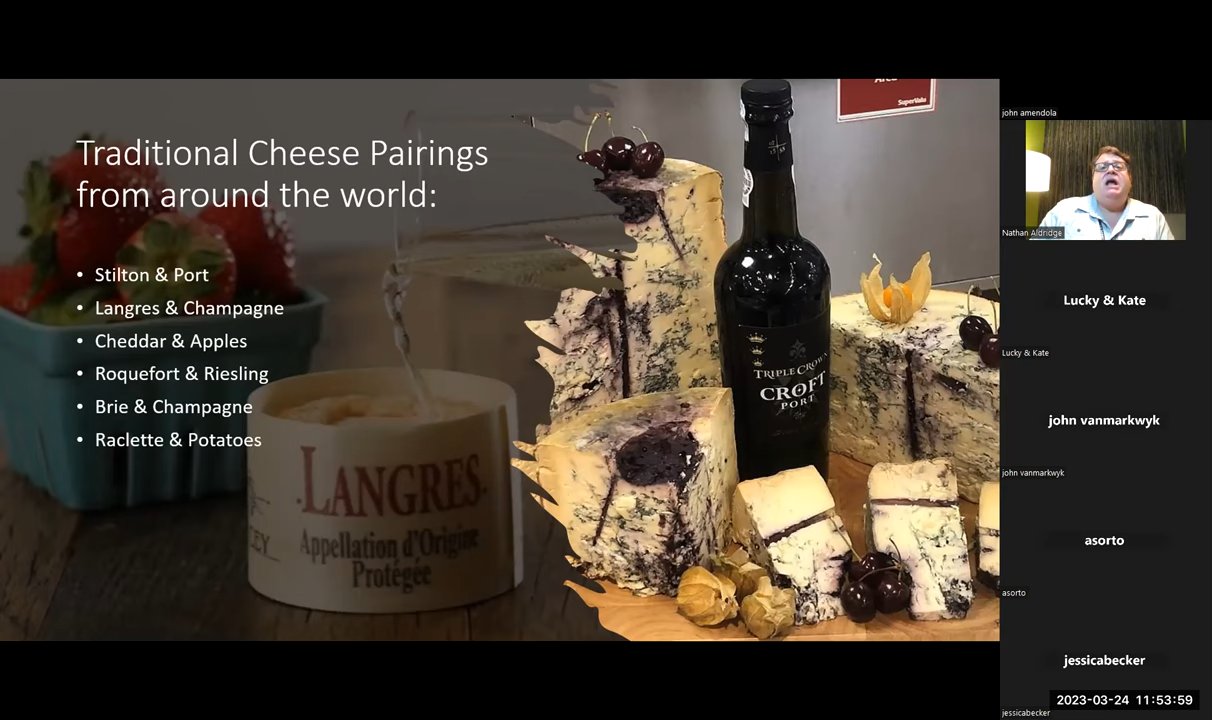 Traditional Cheese Pairings
from around the world:
• Stilton & Port
• Langres & Champagne
• Cheddar & Apples
• Roquefort & Riesling
• Brie & Champagne
• Raclette & Potatoes
LANGRES
Appellation d'Origine
Protégée
SuperValu
TRIPLE CROWN
CROFT
PORT
john amendola
Nathan Aldridge
Lucky & Kate
Lucky & Kate
john vanmarkwyk
john vanmarkwyk
asorto
asorto
jessicabecker
2023-03-24 11:53:59
jessicabecker